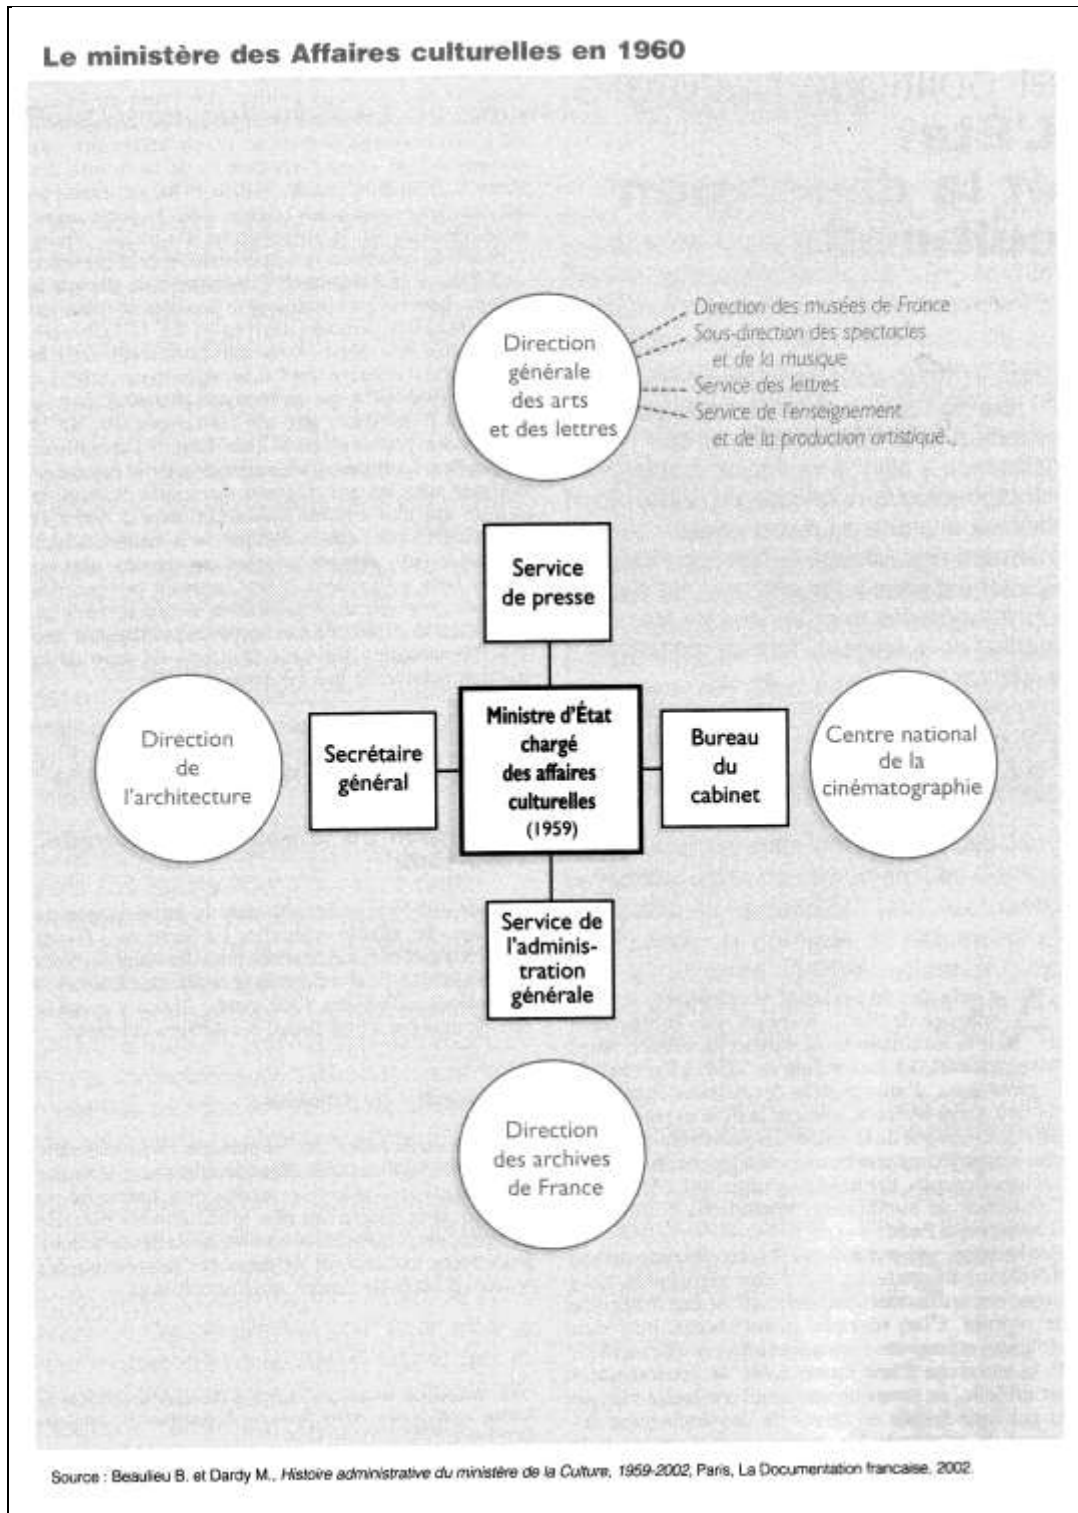 Le ministère des Affaires culturelles en 1960
Direction
générale
des arts
et des lettres
Direction des musées de France
Sous-direction des spectacles
et de la musique
Service des lettres
Service de l'enseignement
et de la production artistique
Service
de presse
Direction
de
l'architecture
Secrétaire
général
Ministre d'État
chargé
des affaires
culturelles
(1959)
Bureau
du
cabinet
Centre national
de la
cinématographie
Service de
l'adminis-
tration
générale
Direction
des archives
de France
Source : Beaulieu B. et Dardy M., Histoire administrative du ministère de la Culture, 1959-2002, Paris, La Documentation francaise, 2002.